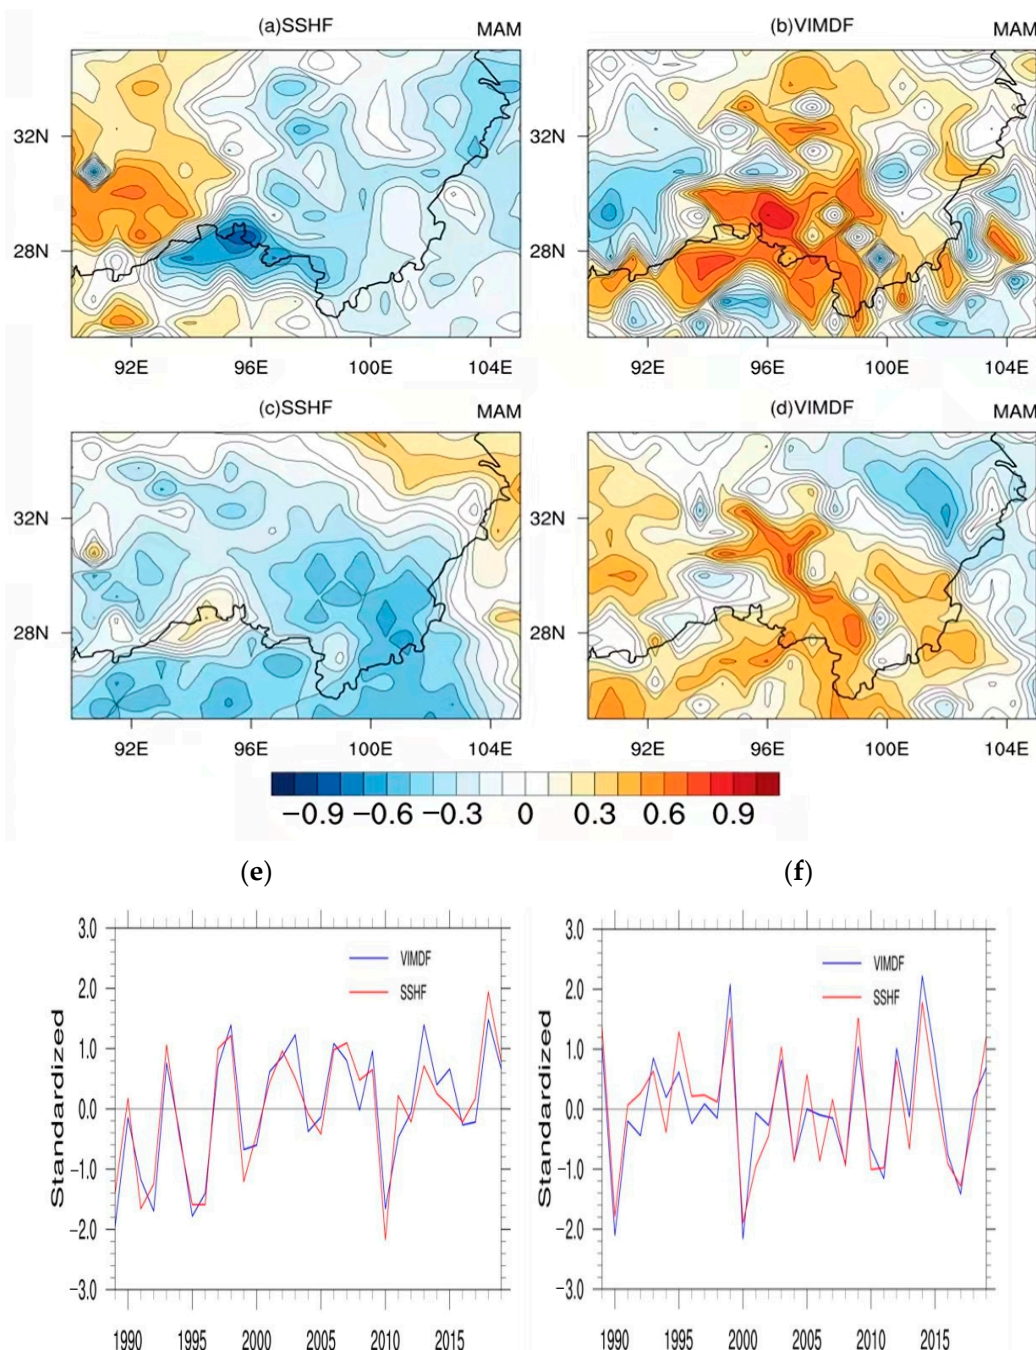 (a)SSHF MAM
(b)VIMDF MAM
32N
28N
92E 96E 100E 104E
32N
28N
92E 96E 100E 104E
(c)SSHF MAM
(d)VIMDF MAM
32N
28N
92E 96E 100E 104E
32N
28N
92E 96E 100E 104E
−0.9 −0.6 −0.3 0 0.3 0.6 0.9
(e)
(f)
3.0
2.0
1.0
0.0
−1.0
−2.0
−3.0
Standardized
VIMDF
SSHF
1990 1995 2000 2005 2010 2015
3.0
2.0
1.0
0.0
−1.0
−2.0
−3.0
Standardized
VIMDF
SSHF
1990 1995 2000 2005 2010 2015